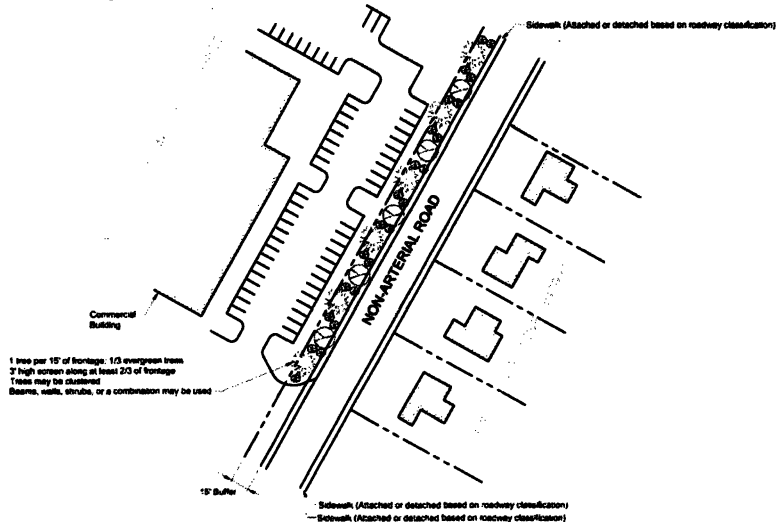 Sidewalk (Attached or detached based on roadway classification)
NON-ARTERIAL ROAD
Commercial
Building
1 tree per 15' of frontage: 1/3 evergreen trees
3' high screen along at least 2/3 of frontage
Trees may be clustered
Beams, walls, shrubs, or a combination may be used
15' Buffer
Sidewalk (Attached or detached based on roadway classification)
Sidewalk (Attached or detached based on roadway classification)